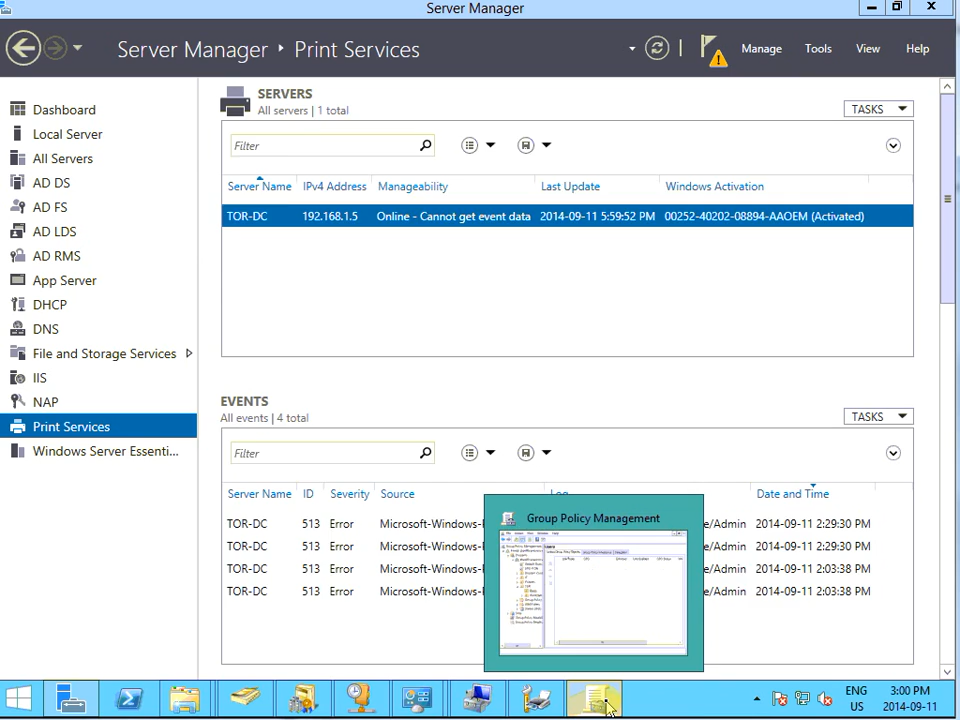 Server Manager
Server Manager ‣ Print Services
Manage Tools View Help
Dashboard
Local Server
All Servers
AD DS
AD FS
AD LDS
AD RMS
App Server
DHCP
DNS
File and Storage Services
IIS
NAP
Print Services
Windows Server Essenti...
SERVERS
All servers | 1 total
TASKS
Filter
Server Name IPv4 Address Manageability Last Update Windows Activation
TOR-DC 192.168.1.5 Online - Cannot get event data 2014-09-11 5:59:52 PM 00252-40202-08894-AAOEM (Activated)
EVENTS
All events | 4 total
TASKS
Filter
Server Name ID Severity Source Log Date and Time
TOR-DC 513 Error Microsoft-Windows- e/Admin 2014-09-11 2:29:30 PM
TOR-DC 513 Error Microsoft-Windows- e/Admin 2014-09-11 2:29:30 PM
TOR-DC 513 Error Microsoft-Windows- e/Admin 2014-09-11 2:03:38 PM
TOR-DC 513 Error Microsoft-Windows- e/Admin 2014-09-11 2:03:38 PM
Group Policy Management
ENG
US
3:00 PM
2014-09-11